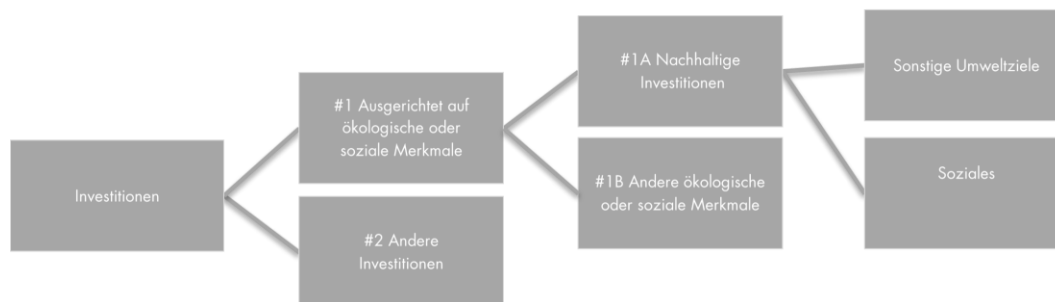 Investitionen
#1 Ausgerichtet auf
ökologische oder
soziale Merkmale
#2 Andere
Investitionen
#1A Nachhaltige
Investitionen
#1B Andere ökologische
oder soziale Merkmale
Sonstige Umweltziele
Soziales